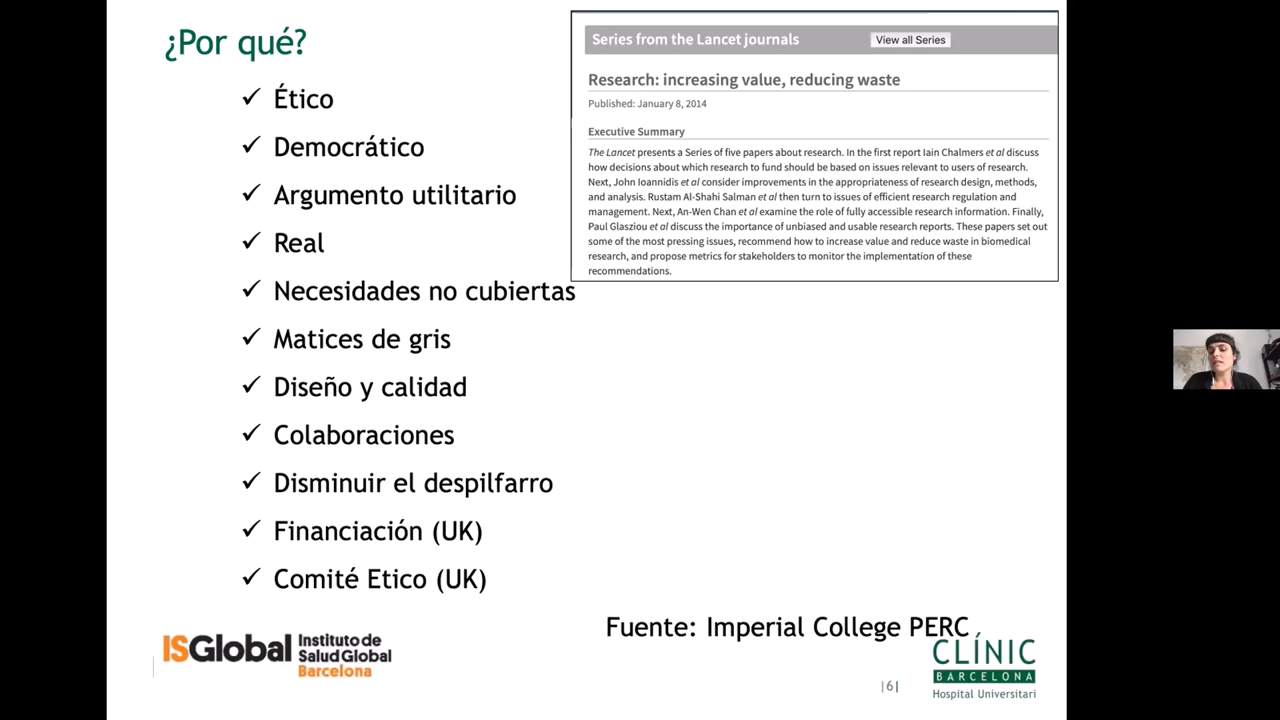 ¿Por qué?
✓ Ético
✓ Democrático
✓ Argumento utilitario
✓ Real
✓ Necesidades no cubiertas
✓ Matices de gris
✓ Diseño y calidad
✓ Colaboraciones
✓ Disminuir el despilfarro
✓ Financiación (UK)
✓ Comité Etico (UK)
Series from the Lancet journals
View all Series
Research: increasing value, reducing waste
Published: January 8, 2014
Executive Summary
The Lancet presents a Series of five papers about research. In the first report Iain Chalmers et al discuss
how decisions about which research to fund should be based on issues relevant to users of research.
Next, John Ioannidis et al consider improvements in the appropriateness of research design, methods,
and analysis. Rustam Al-Shahi Salman et al then turn to issues of efficient research regulation and
management. Next, An-Wen Chan et al examine the role of fully accessible research information. Finally,
Paul Glasziou et al discuss the importance of unbiased and usable research reports. These papers set out
some of the most pressing issues, recommend how to increase value and reduce waste in biomedical
research, and propose metrics for stakeholders to monitor the implementation of these
recommendations.
Fuente: Imperial College PERC
ISGlobal Instituto de
Salud Global
Barcelona
|6|
CLÍNIC
BARCELONA
Hospital Universitari